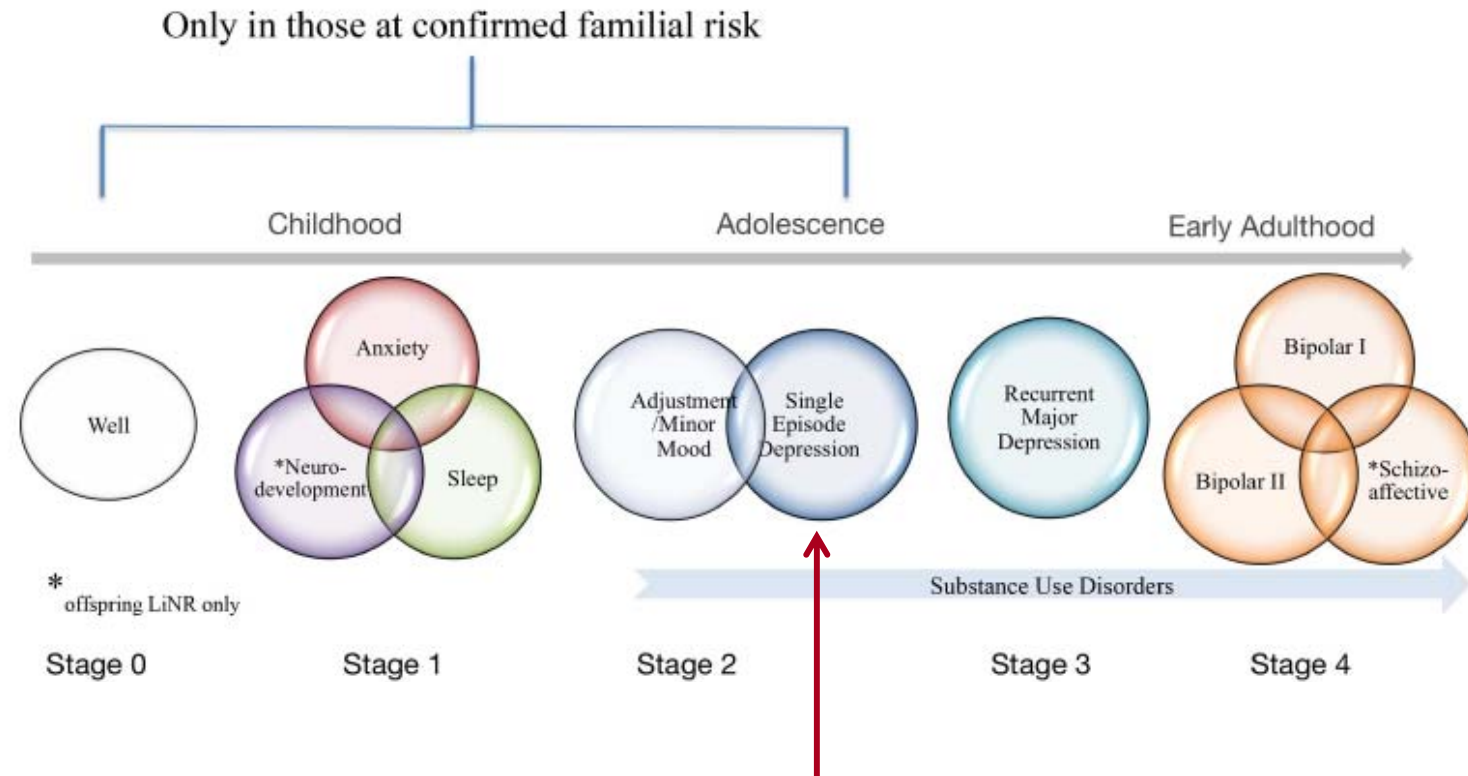 Only in those at confirmed familial risk
Childhood
Adolescence
Early Adulthood
Well
Anxiety
*Neuro-
development
Sleep
Adjustment
/Minor
Mood
Single
Episode
Depression
Recurrent
Major
Depression
Bipolar I
Bipolar II
*Schizo-
affective
* offspring LiNR only
Substance Use Disorders
Stage 0
Stage 1
Stage 2
Stage 3
Stage 4